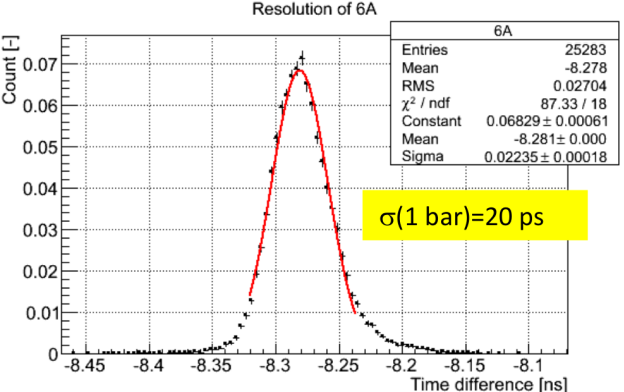 Resolution of 6A
Count [-]
6A
Entries 25283
Mean -8.278
RMS 0.02704
χ² / ndf 87.33 / 18
Constant 0.06829 ± 0.00061
Mean -8.281 ± 0.000
Sigma 0.02235 ± 0.00018
σ(1 bar)=20 ps
0.07
0.06
0.05
0.04
0.03
0.02
0.01
0
-8.45 -8.4 -8.35 -8.3 -8.25 -8.2 -8.15 -8.1
Time difference [ns]